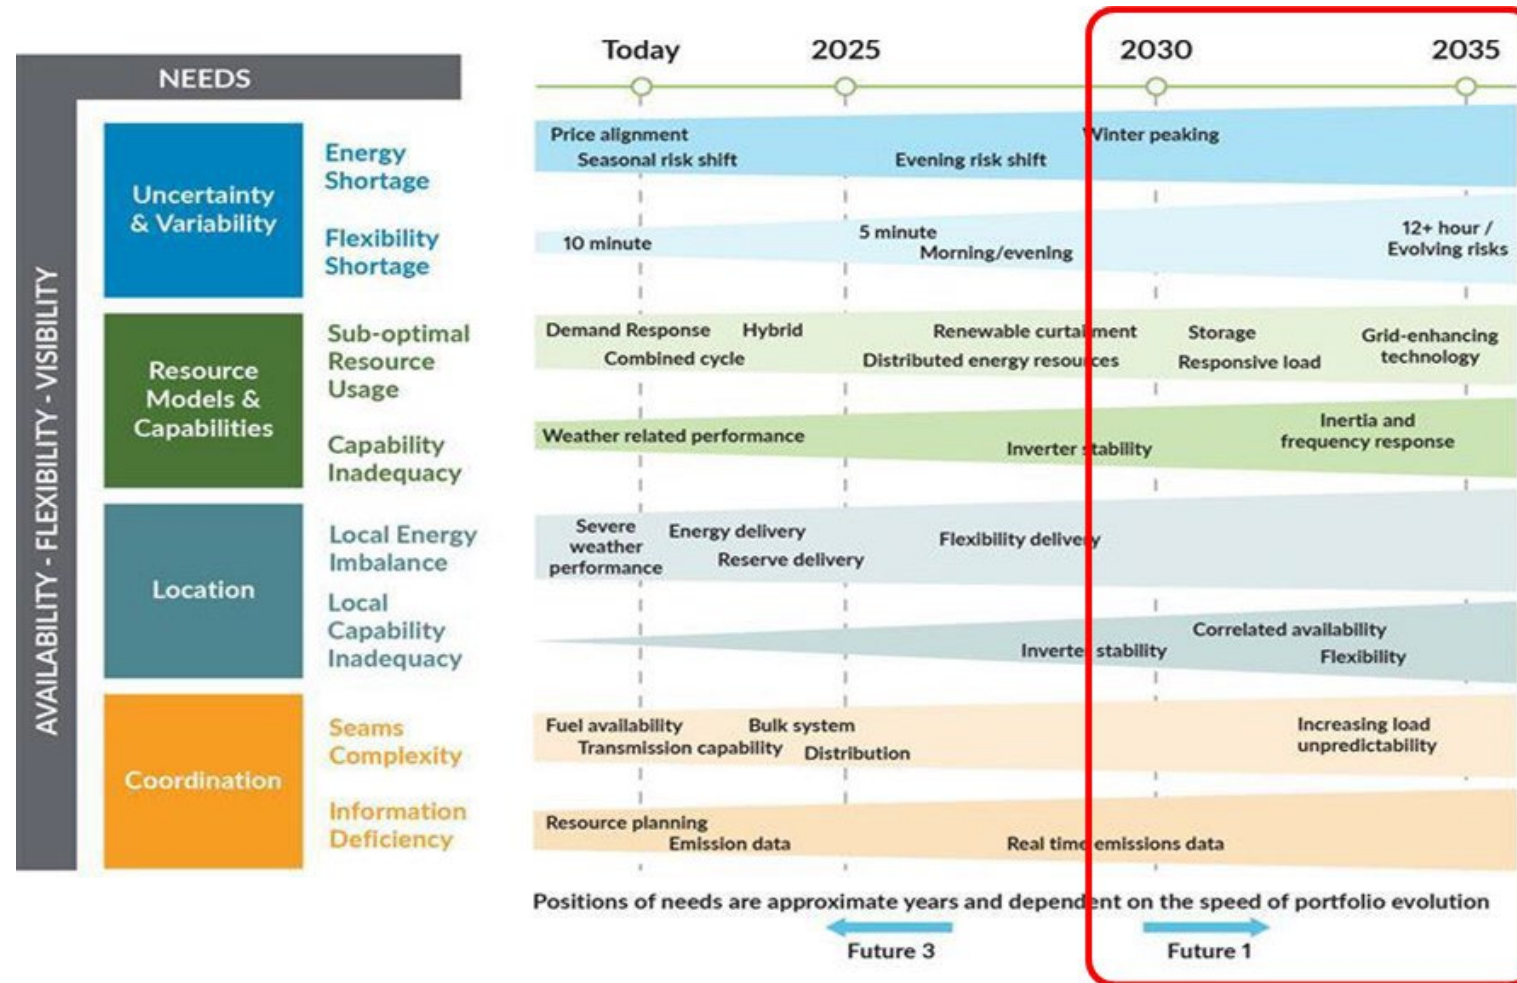 Today 2025 2030 2035
NEEDS
AVAILABILITY - FLEXIBILITY - VISIBILITY
Uncertainty
& Variability
Energy
Shortage
Price alignment
Seasonal risk shift
Evening risk shift
Winter peaking
Flexibility
Shortage
10 minute
5 minute
Morning/evening
12+ hour /
Evolving risks
Resource
Models &
Capabilities
Sub-optimal
Resource
Usage
Demand Response
Hybrid
Combined cycle
Renewable curtailment
Distributed energy resources
Storage
Responsive load
Grid-enhancing
technology
Capability
Inadequacy
Weather related performance
Inverter stability
Inertia and
frequency response
Location
Local Energy
Imbalance
Severe
weather
performance
Energy delivery
Reserve delivery
Flexibility delivery
Local
Capability
Inadequacy
Inverter stability
Correlated availability
Flexibility
Coordination
Seams
Complexity
Fuel availability
Transmission capability
Bulk system
Distribution
Increasing load
unpredictability
Information
Deficiency
Resource planning
Emission data
Real time emissions data
Positions of needs are approximate years and dependent on the speed of portfolio evolution
Future 3
Future 1